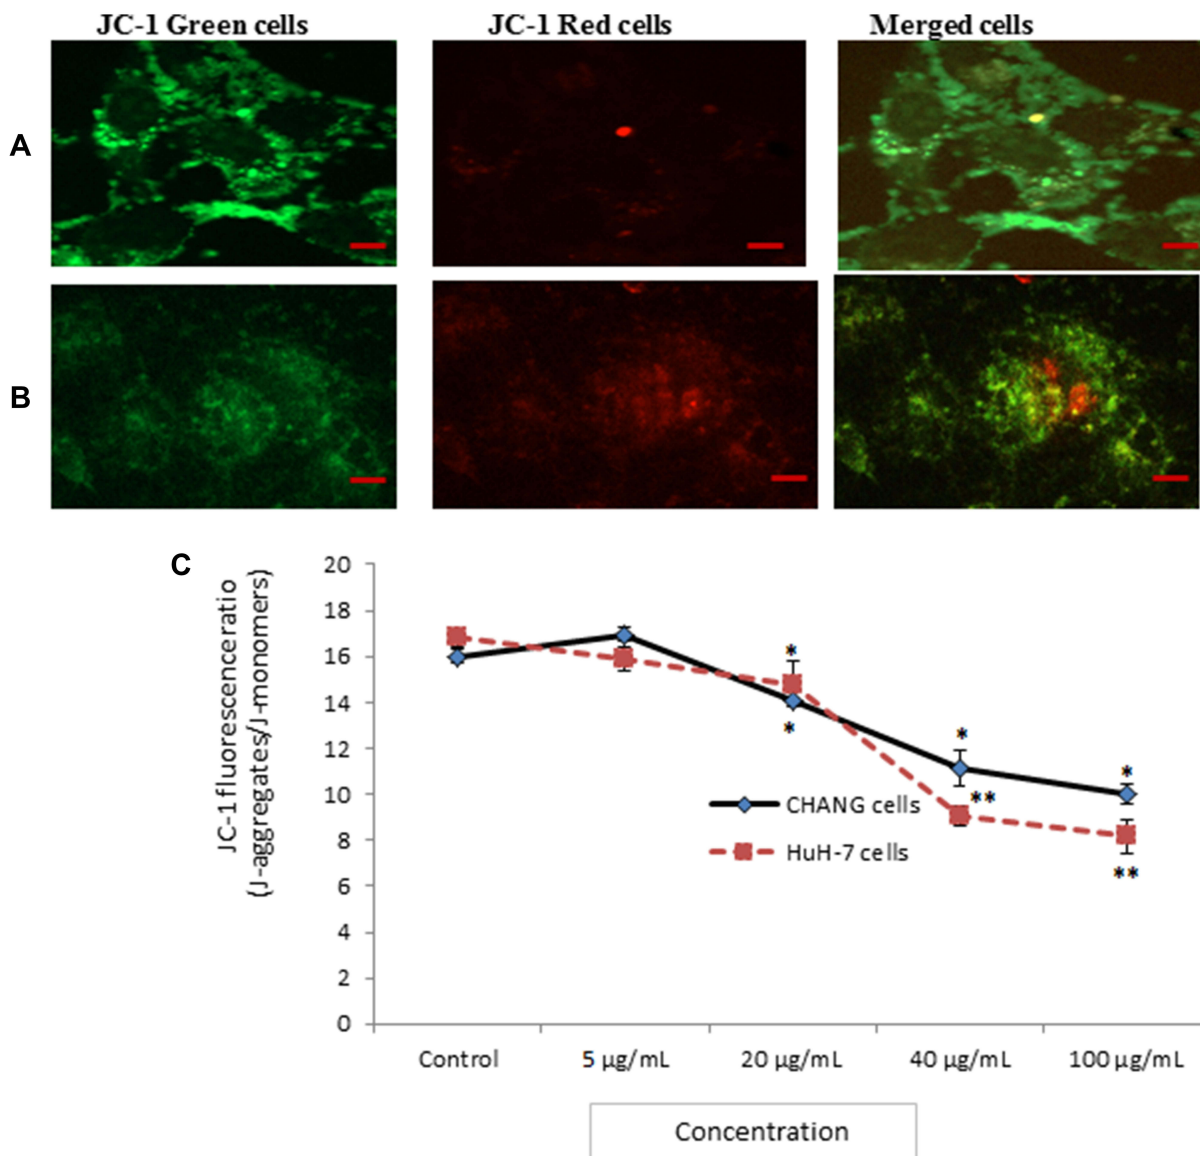 JC-1 Green cells JC-1 Red cells Merged cells
A
B
C
JC-1 fluorescenceratio
(J-aggregates/J-monomers)
20
18
16
14
12
10
8
6
4
2
0
*
*
*
**
*
**
CHANG cells
HuH-7 cells
Control 5 µg/mL 20 µg/mL 40 µg/mL 100 µg/mL
Concentration